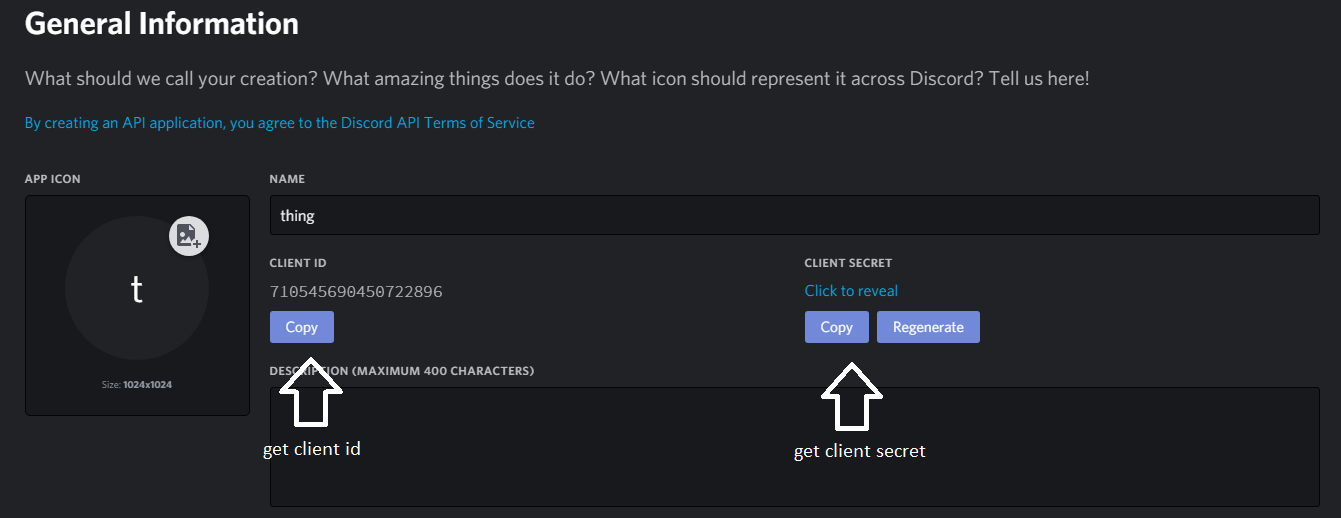 General Information
What should we call your creation? What amazing things does it do? What icon should represent it across Discord? Tell us here!
By creating an API application, you agree to the Discord API Terms of Service
APP ICON
t
Size: 1024x1024
NAME
thing
CLIENT ID
710545690450722896
Copy
CLIENT SECRET
Click to reveal
Copy Regenerate
DESCRIPTION (MAXIMUM 400 CHARACTERS)
get client id
get client secret